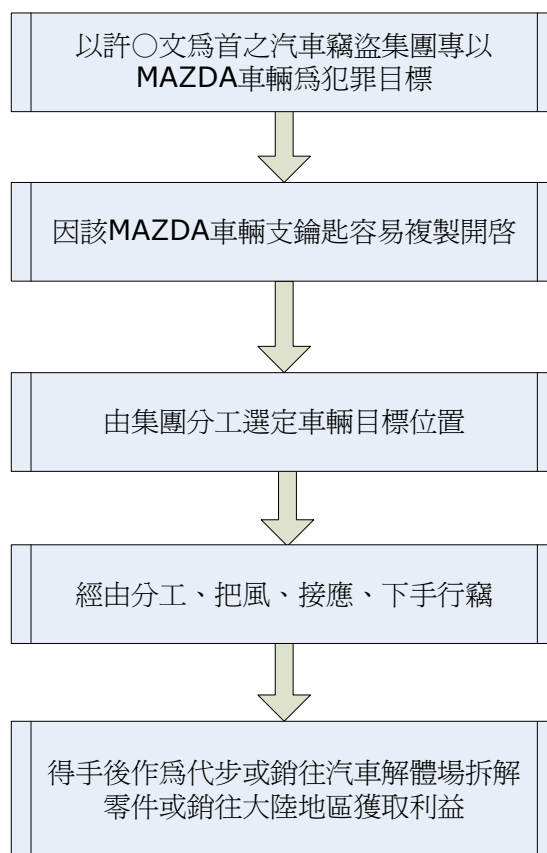 以許○文為首之汽車竊盜集團專以
MAZDA車輛為犯罪目標
因該MAZDA車輛支鑰匙容易複製開啓
由集團分工選定車輛目標位置
經由分工、把風、接應、下手行竊
得手後作為代步或銷往汽車解體場拆解
零件或銷往大陸地區獲取利益